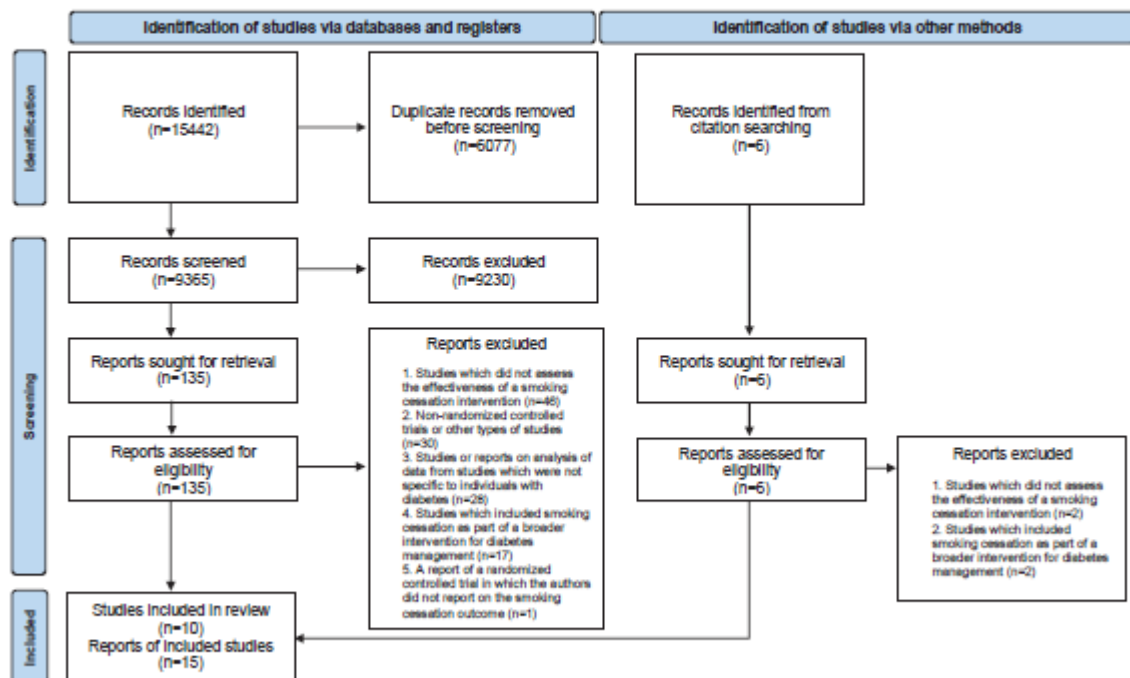 Identification of studies via databases and registers
Identification of studies via other methods
Identification
Records identified
(n=15442)
Duplicate records removed
before screening
(n=6077)
Records identified from
citation searching
(n=6)
Screening
Records screened
(n=9365)
Records excluded
(n=9230)
Reports sought for retrieval
(n=135)
Reports excluded
1. Studies which did not assess
the effectiveness of a smoking
cessation intervention (n=46)
2. Non-randomized controlled
trials or other types of studies
(n=30)
3. Studies or reports on analysis of
data from studies which were not
specific to individuals with
diabetes (n=28)
4. Studies which included smoking
cessation as part of a broader
intervention for diabetes
management (n=17)
5. A report of a randomized
controlled trial in which the authors
did not report on the smoking
cessation outcome (n=1)
Reports sought for retrieval
(n=6)
Reports assessed for
eligibility
(n=135)
Reports assessed for
eligibility
(n=6)
Reports excluded
1. Studies which did not assess
the effectiveness of a smoking
cessation intervention (n=2)
2. Studies which included
smoking cessation as part of a
broader intervention for diabetes
management (n=2)
Included
Studies included in review
(n=10)
Reports of included studies
(n=15)